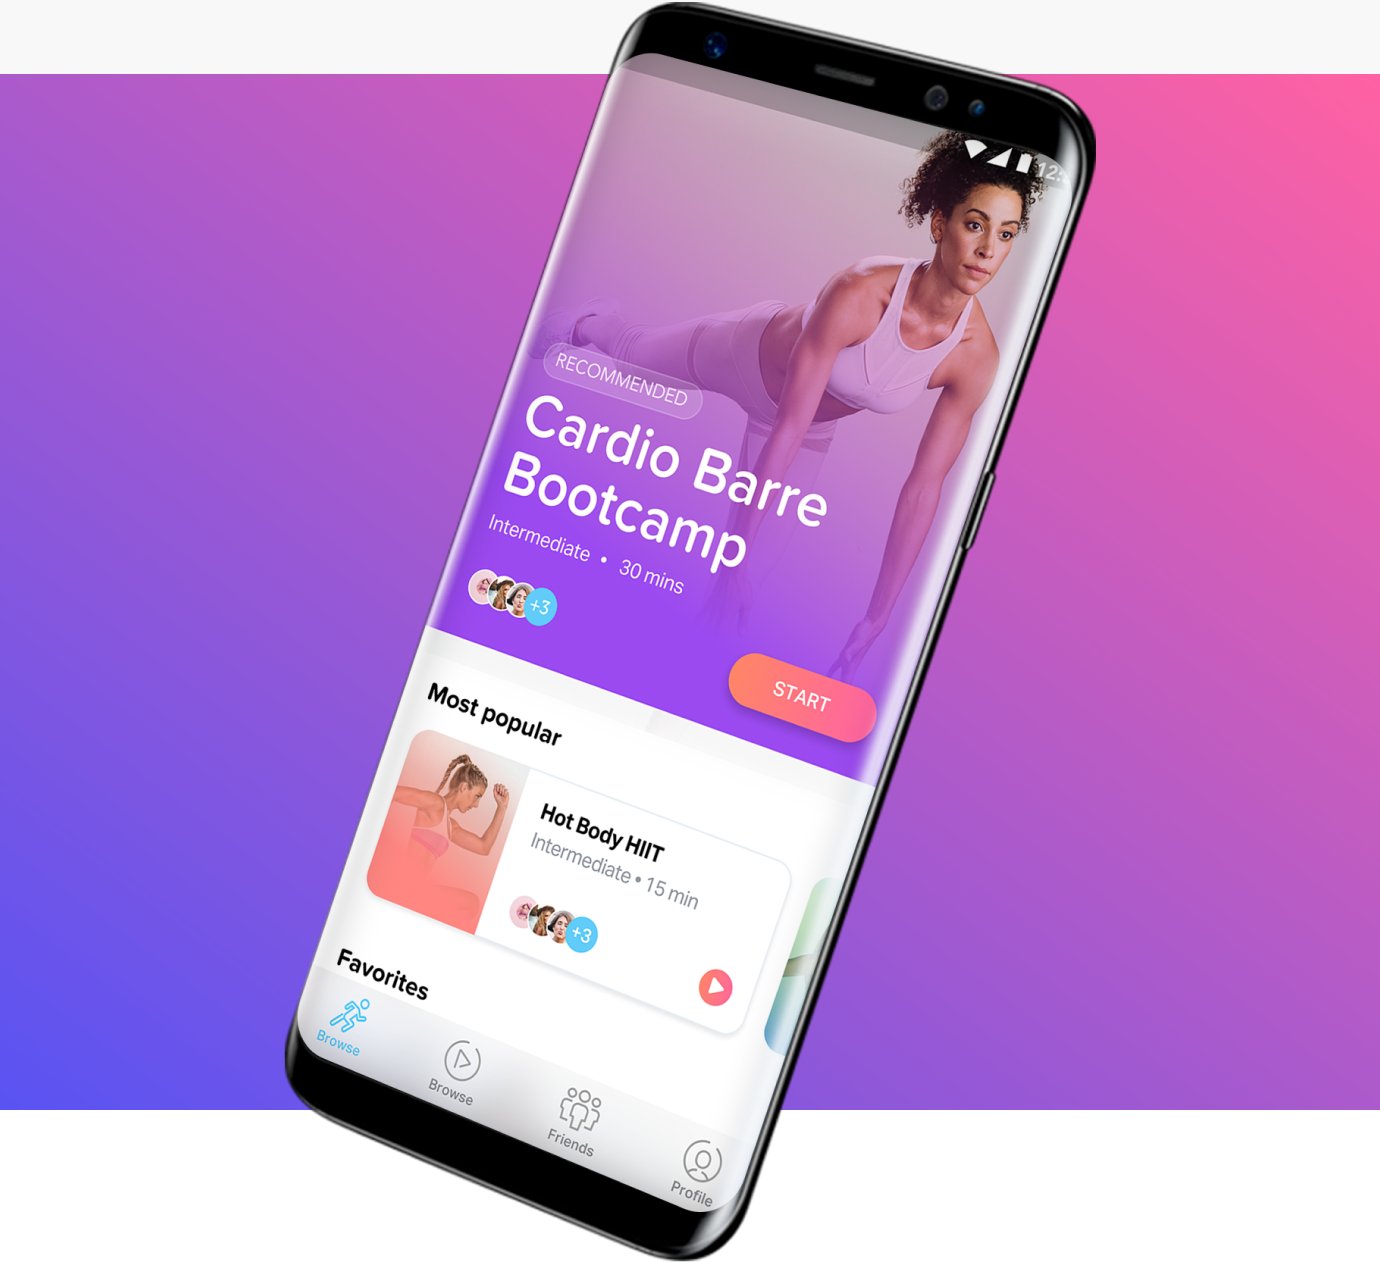 RECOMMENDED
Cardio Barre
Bootcamp
Intermediate • 30 mins
+3
START
Most popular
Hot Body HIIT
Intermediate • 15 min
+3
Favorites
Browse
Browse
Friends
Profile